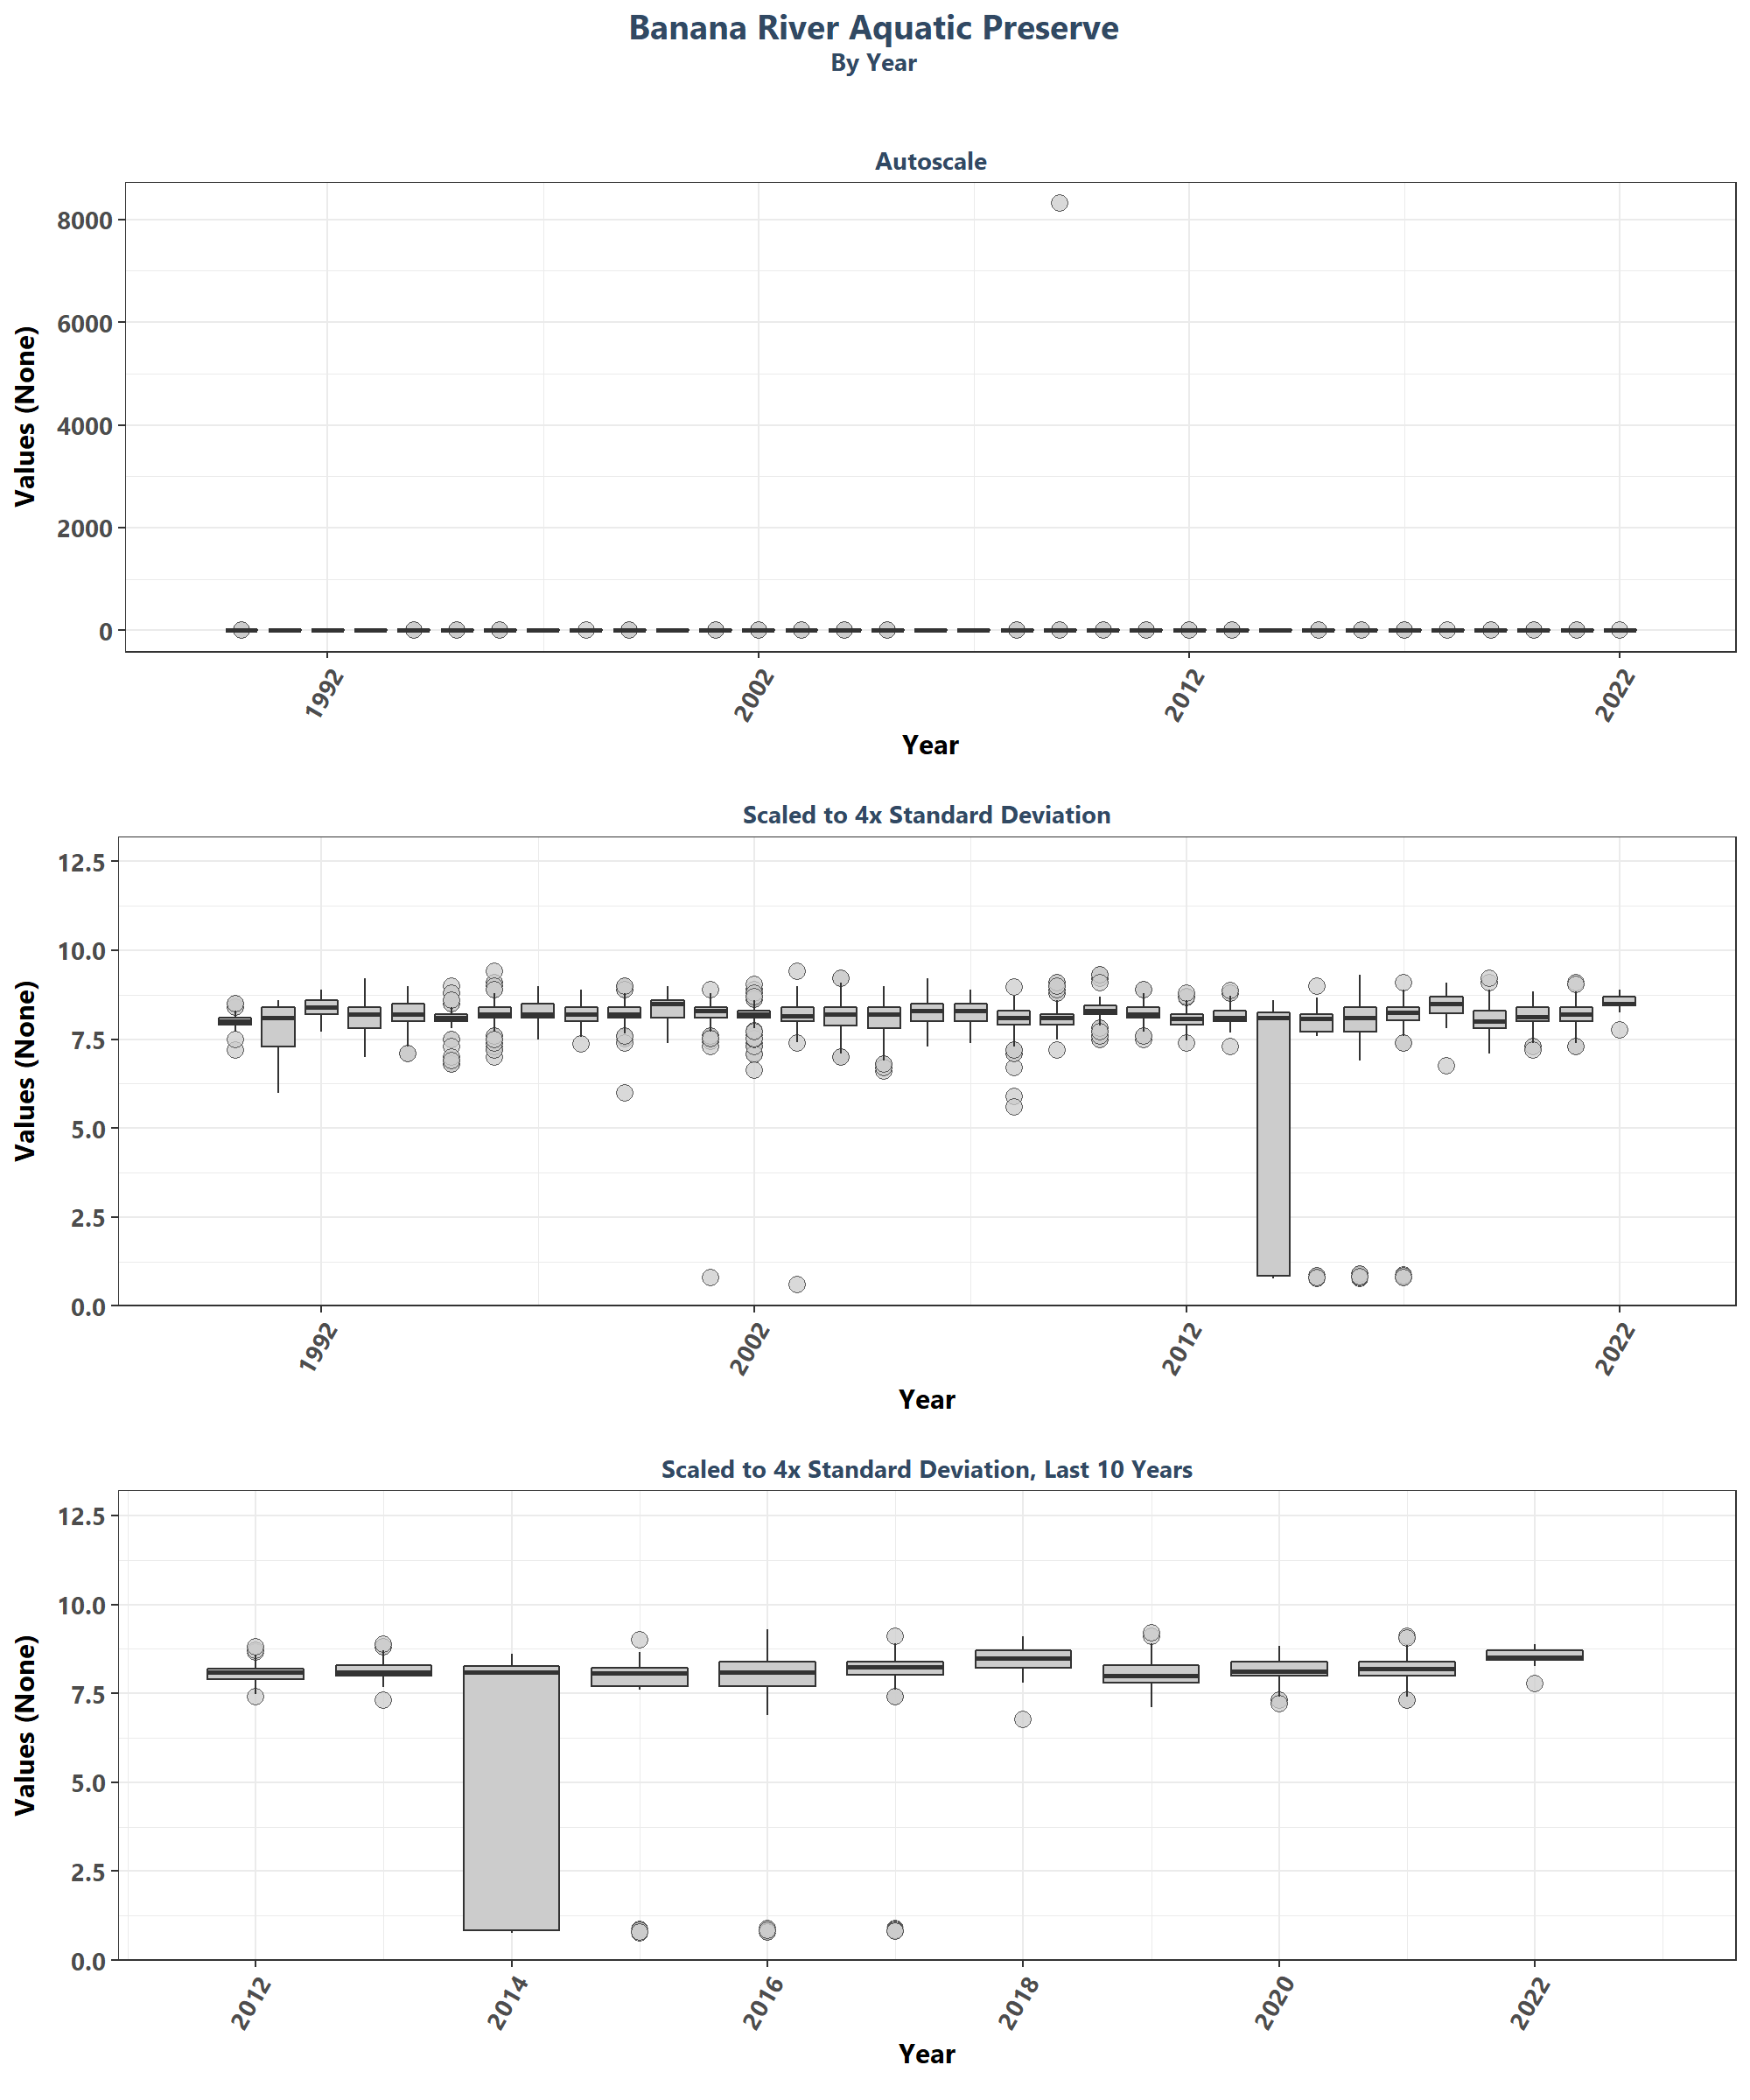 Banana River Aquatic Preserve
By Year
Autoscale
Values (None)
8000
6000
4000
2000
0
1992
2002
2012
2022
Year
Scaled to 4x Standard Deviation
Values (None)
12.5
10.0
7.5
5.0
2.5
0.0
1992
2002
2012
2022
Year
Scaled to 4x Standard Deviation, Last 10 Years
Values (None)
12.5
10.0
7.5
5.0
2.5
0.0
2012
2014
2016
2018
2020
2022
Year